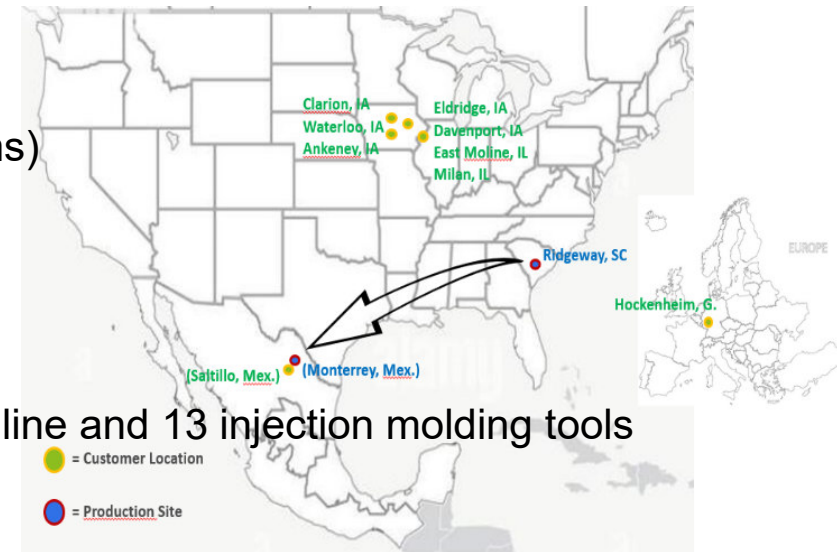 ns)
Clarion, IA
Waterloo, IA
Ankeney, IA
Eldridge, IA
Davenport, IA
East Moline, IL
Milan, IL
Ridgeway, SC
EUROPE
Hockenheim, G.
(Saltillo, Mex.)
(Monterrey, Mex.)
line and 13 injection molding tools
= Customer Location
= Production Site